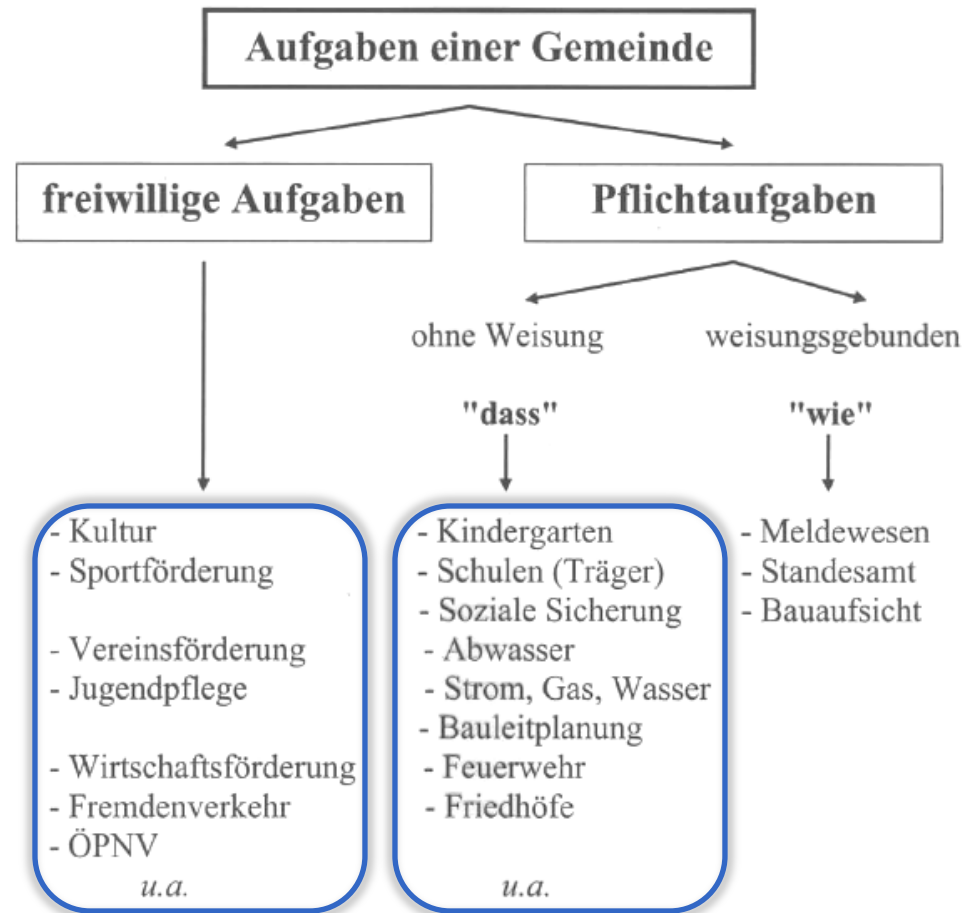 Aufgaben einer Gemeinde
freiwillige Aufgaben
Pflichtaufgaben
ohne Weisung
weisungsgebunden
"dass"
"wie"
- Kultur
- Sportförderung
- Vereinsförderung
- Jugendpflege
- Wirtschaftsförderung
- Fremdenverkehr
- ÖPNV
u.a.
- Kindergarten
- Schulen (Träger)
- Soziale Sicherung
- Abwasser
- Strom, Gas, Wasser
- Bauleitplanung
- Feuerwehr
- Friedhöfe
u.a.
- Meldewesen
- Standesamt
- Bauaufsicht